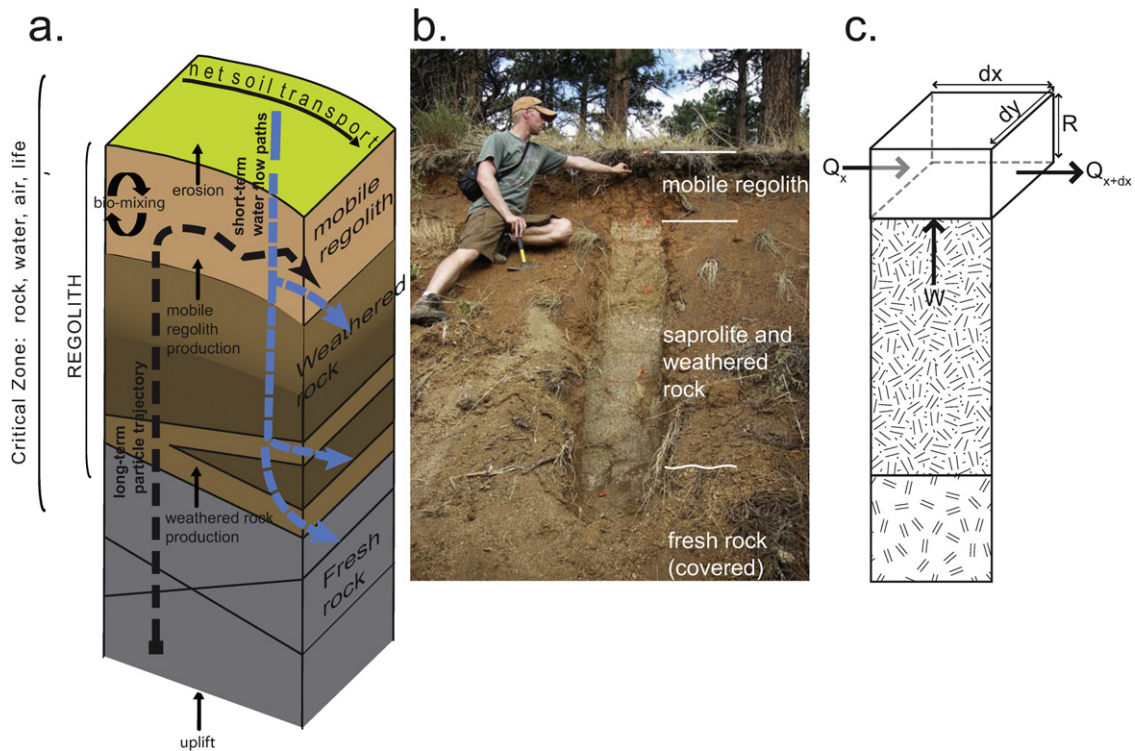 a.
Critical Zone: rock, water, air, life
REGOLITH
net soil transport
erosion
bio-mixing
short-term
water flow paths
mobile
regolith
mobile
regolith
production
Weathered
rock
long-term
particle trajectory
weathered rock
production
Fresh
rock
uplift
b.
mobile regolith
saprolite and
weathered
rock
fresh rock
(covered)
c.
dx
dy
R
Qx
Qx+dx
W